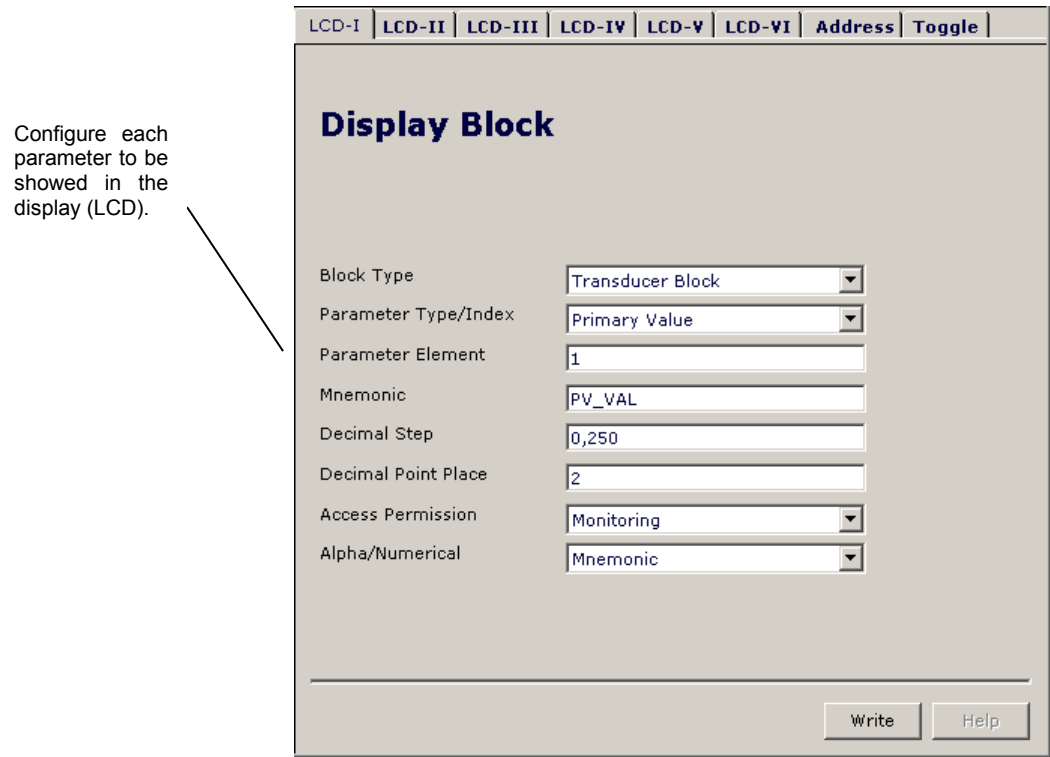 LCD-I LCD-II LCD-III LCD-IV LCD-V LCD-VI Address Toggle
Configure each
parameter to be
showed in the
display (LCD).
Display Block
Block Type Transducer Block
Parameter Type/Index Primary Value
Parameter Element 1
Mnemonic PV_VAL
Decimal Step 0,250
Decimal Point Place 2
Access Permission Monitoring
Alpha/Numerical Mnemonic
Write Help